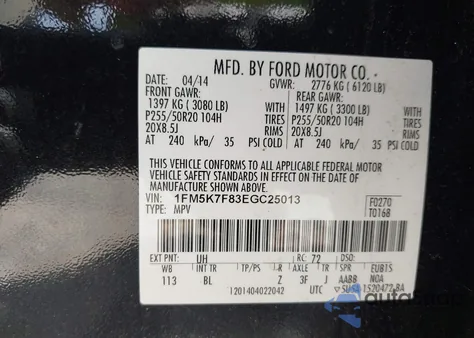 MFD. BY FORD MOTOR CO.
DATE: 04/14 GVWR: 2776 KG ( 6120 LB)
FRONT GAWR: REAR GAWR:
1397 KG ( 3080 LB) WITH 1497 KG ( 3300 LB) WITH
P255/50R20 104H TIRES P255/50R20 104H TIRES
20X8.5J RIMS 20X8.5J RIMS
AT 240 kPa/ 35 PSI COLD AT 240 kPa/ 35 PSI COLD
THIS VEHICLE CONFORMS TO ALL APPLICABLE FEDERAL MOTOR
VEHICLE SAFETY STANDARDS IN EFFECT ON THE DATE OF
MANUFACTURE SHOWN ABOVE.
VIN: 1FM5K7F83EGC25013 F0270
TYPE: MPV T0168
EXT PNT: UH RC: 72 DSO:
WB INT TR TP/PS R AXLE TR SPR EUB1S
113 BL Z 3F J AABB NOA
1201404022042 UTC